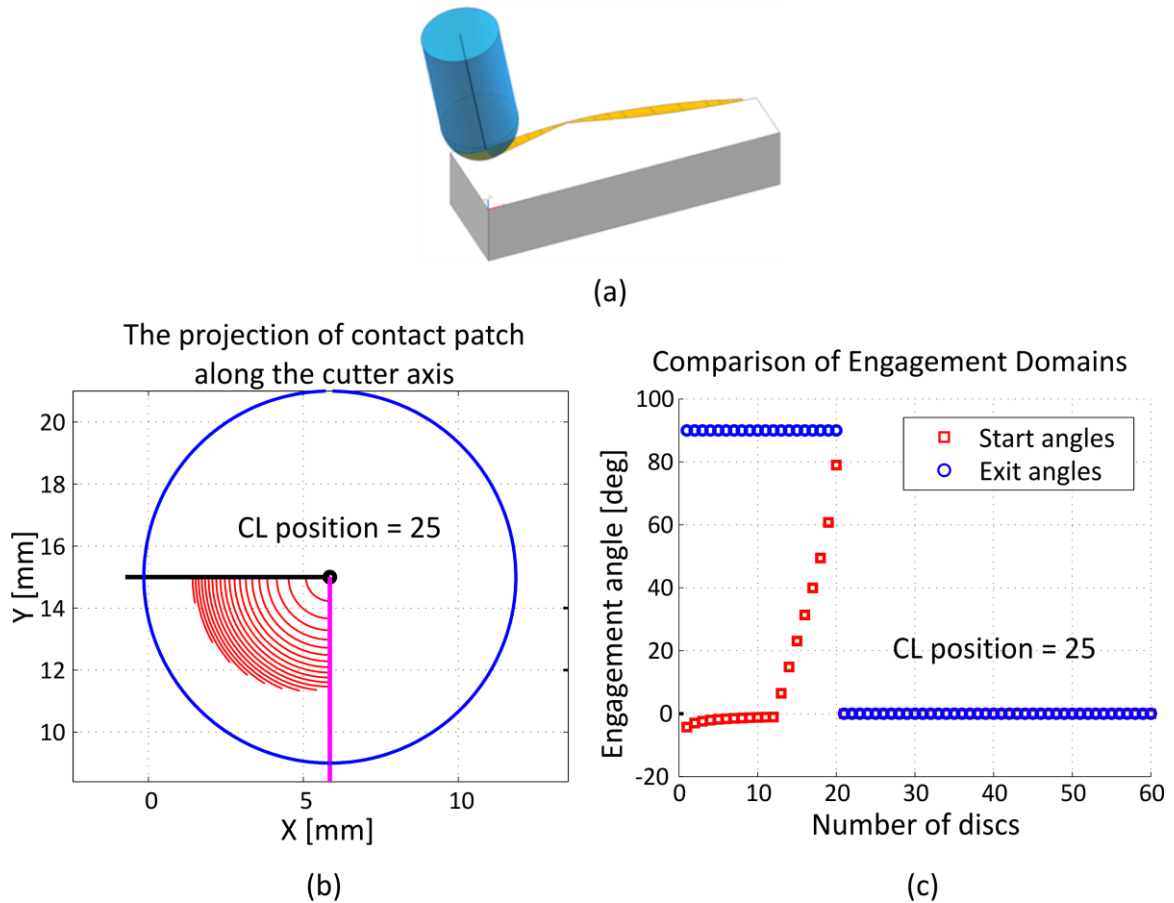 (a)
The projection of contact patch
along the cutter axis
20
18
16
14
12
10
Y [mm]
CL position = 25
0
5
10
X [mm]
(b)
Comparison of Engagement Domains
100
80
60
40
20
0
-20
Engagement angle [deg]
Start angles
Exit angles
CL position = 25
0
10
20
30
40
50
60
Number of discs
(c)